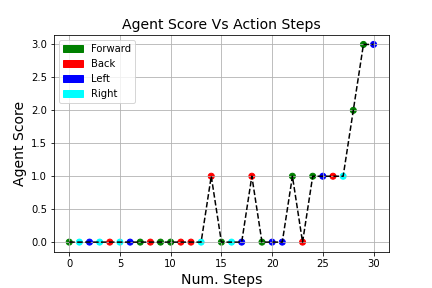 Agent Score Vs Action Steps
Agent Score
3.0
2.5
2.0
1.5
1.0
0.5
0.0
Forward
Back
Left
Right
0 5 10 15 20 25 30
Num. Steps